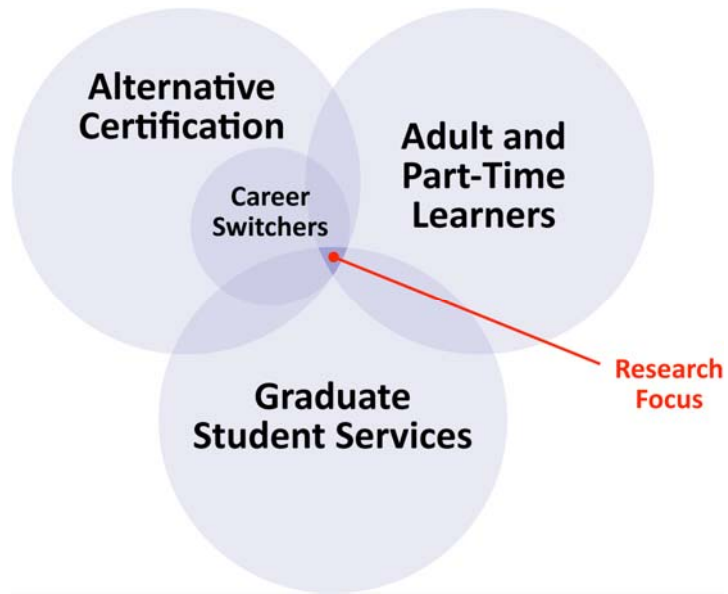 Alternative
Certification
Adult and
Part-Time
Learners
Career
Switchers
Graduate
Student Services
Research
Focus